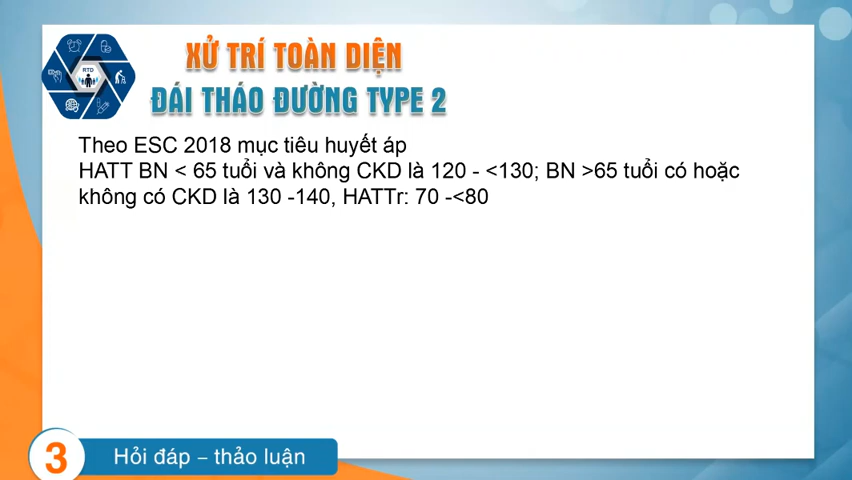 RTD
XỬ TRÍ TOÀN DIỆN
ĐÁI THÁO ĐƯỜNG TYPE 2
Theo ESC 2018 mục tiêu huyết áp
HATT BN < 65 tuổi và không CKD là 120 - <130; BN >65 tuổi có hoặc
không có CKD là 130 -140, HATTr: 70 -<80
3 Hỏi đáp – thảo luận